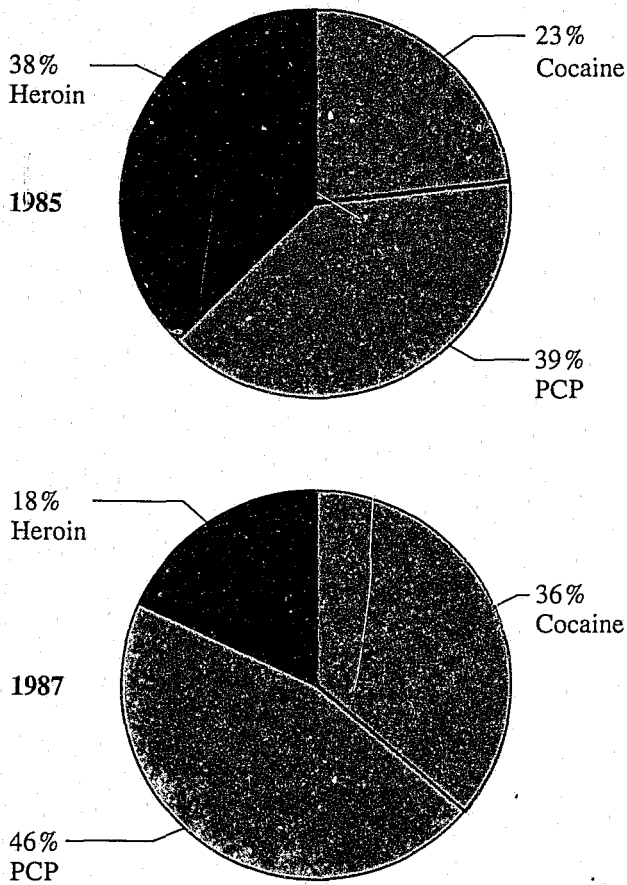 38%
Heroin
23%
Cocaine
1985
39%
PCP
18%
Heroin
36%
Cocaine
1987
46%
PCP